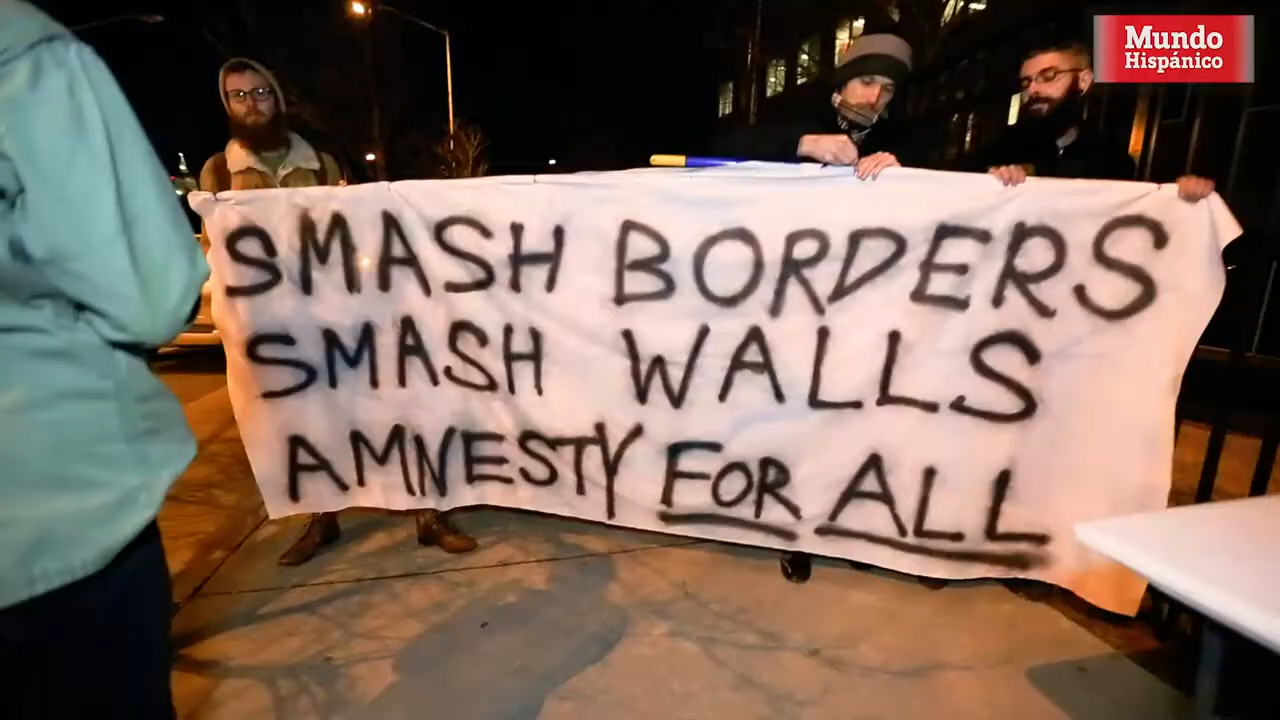 Mundo
Hispánico
SMASH BORDERS
SMASH WALLS
AMNESTY FOR ALL